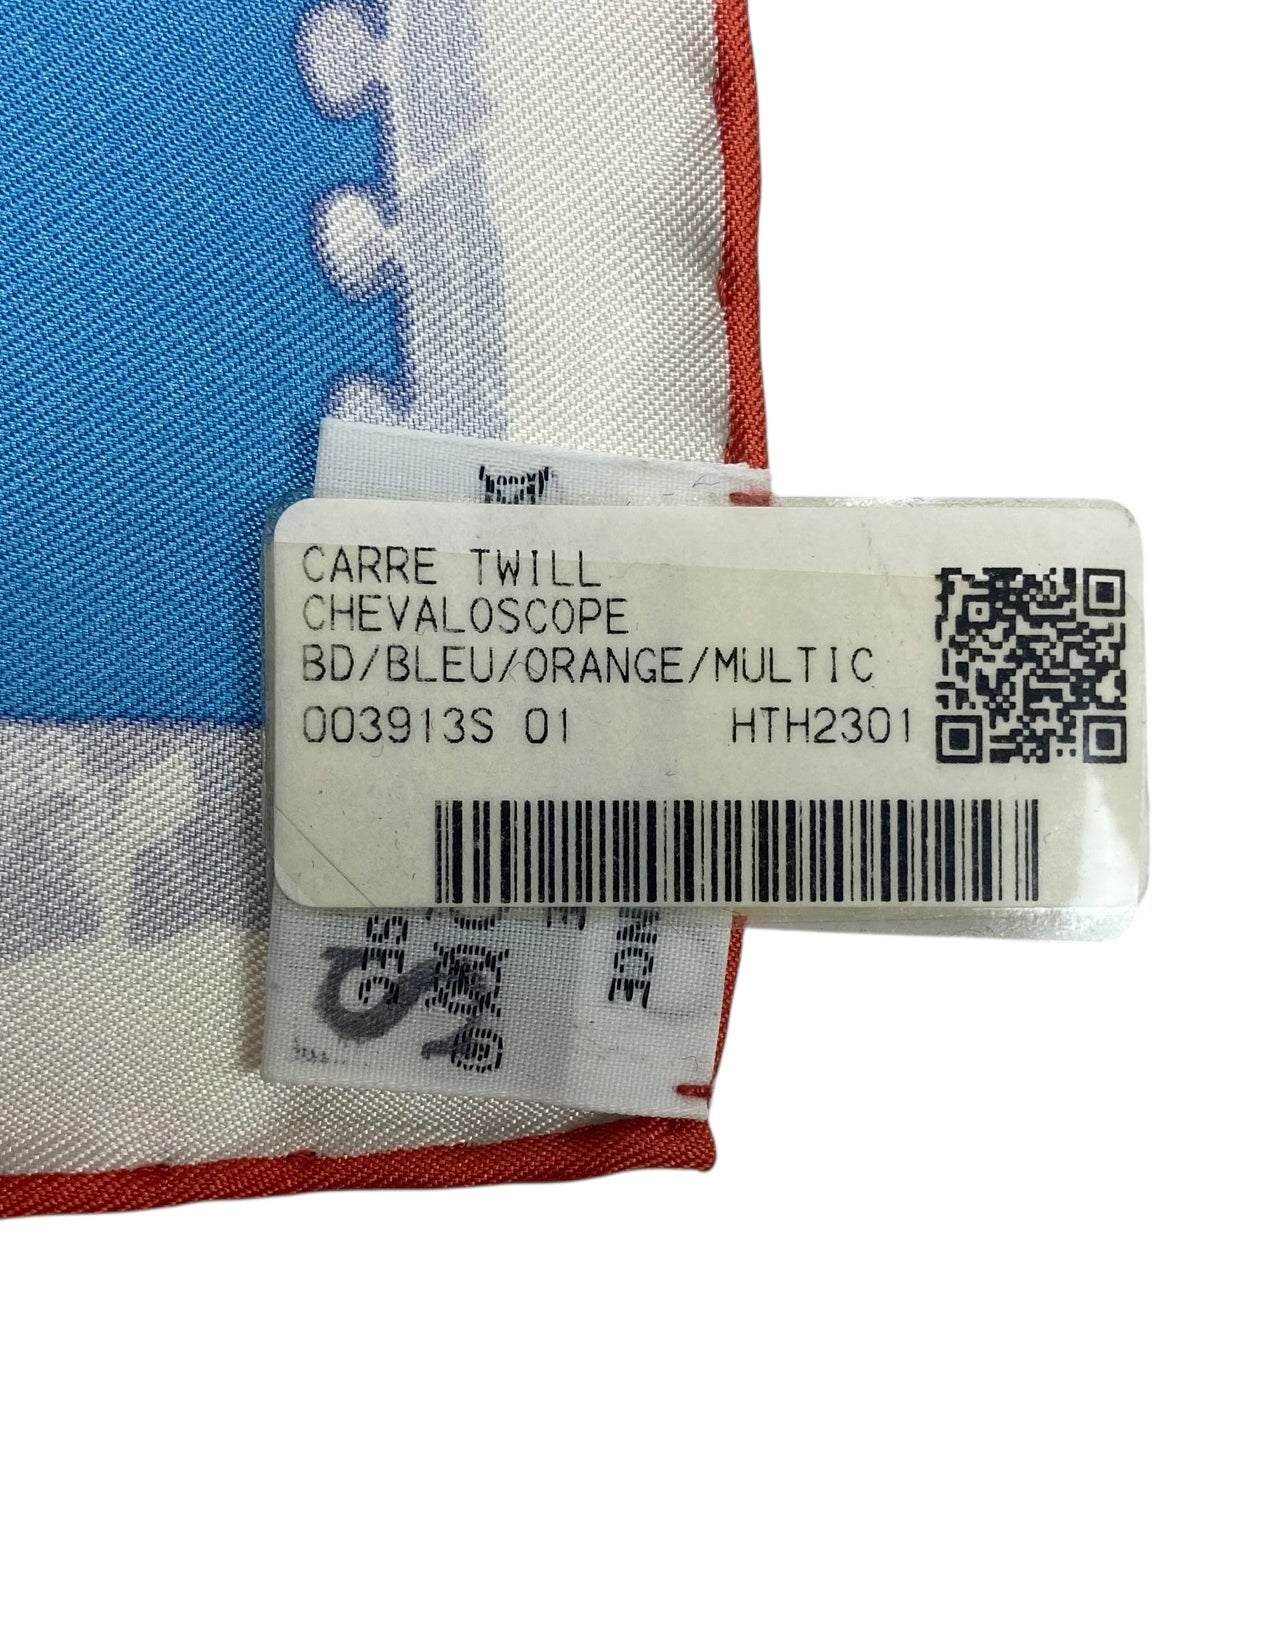 CARRE TWILL
CHEVALOSCOPE
BD/BLEU/ORANGE/MULTIC
003913S 01 HTH2301